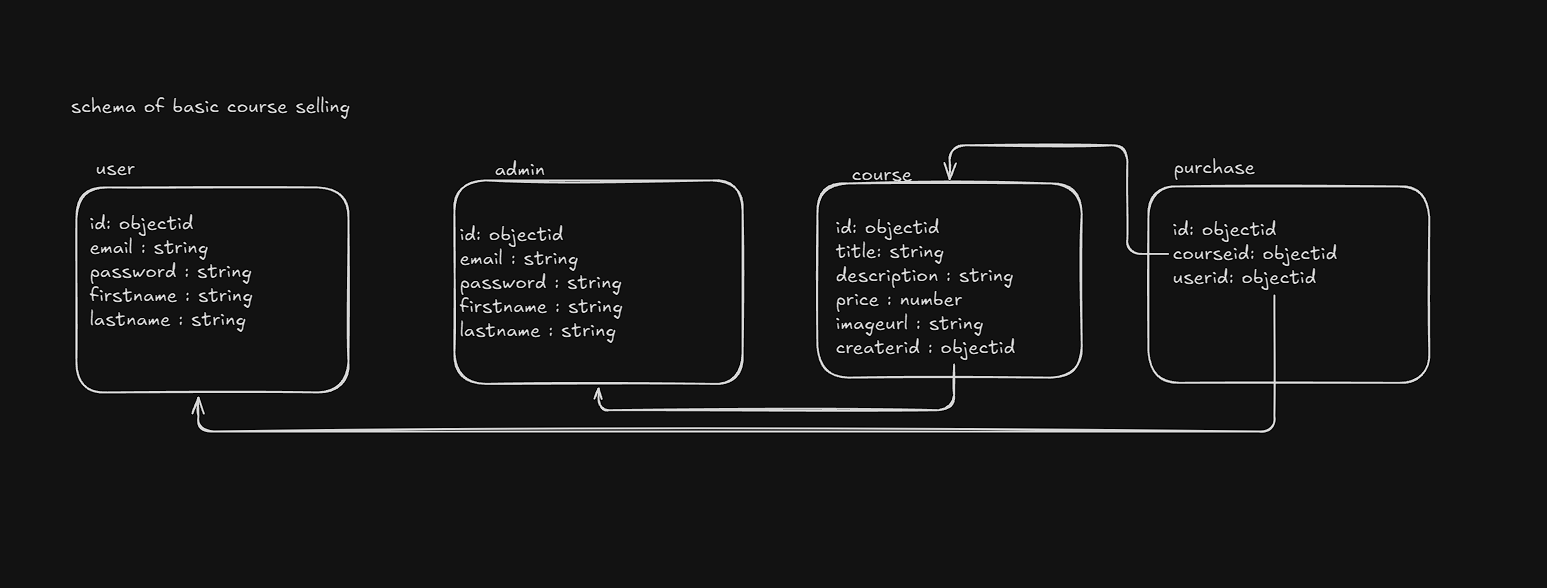 schema of basic course selling
user
id: objectid
email : string
password : string
firstname : string
lastname : string
admin
id: objectid
email : string
password : string
firstname : string
lastname : string
course
id: objectid
title: string
description : string
price : number
imageurl : string
createrid : objectid
purchase
id: objectid
courseid: objectid
userid: objectid